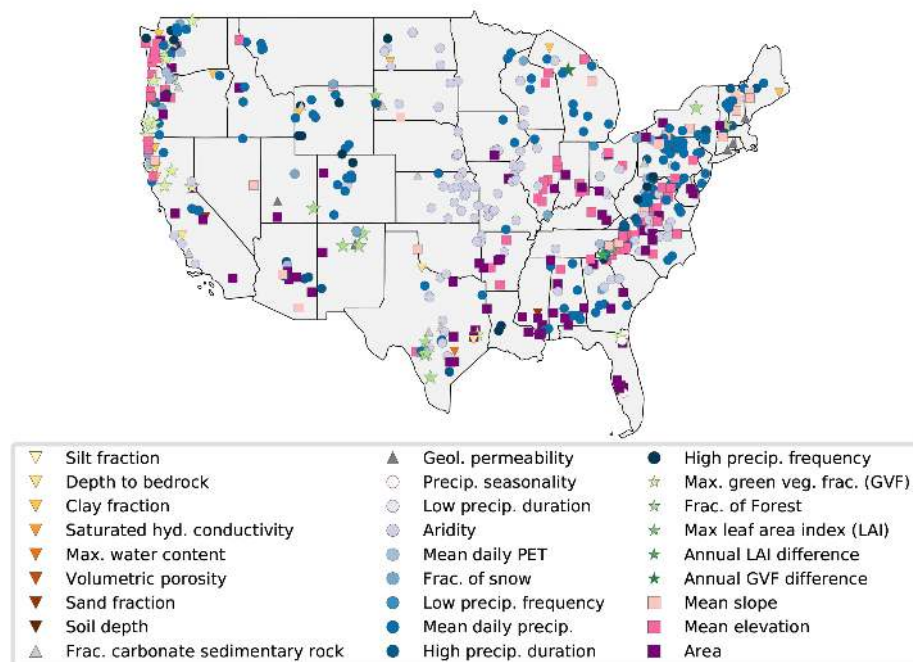 Silt fraction
Depth to bedrock
Clay fraction
Saturated hyd. conductivity
Max. water content
Volumetric porosity
Sand fraction
Soil depth
Frac. carbonate sedimentary rock
Geol. permeability
Precip. seasonality
Low precip. duration
Aridity
Mean daily PET
Frac. of snow
Low precip. frequency
Mean daily precip.
High precip. duration
High precip. frequency
Max. green veg. frac. (GVF)
Frac. of Forest
Max leaf area index (LAI)
Annual LAI difference
Annual GVF difference
Mean slope
Mean elevation
Area